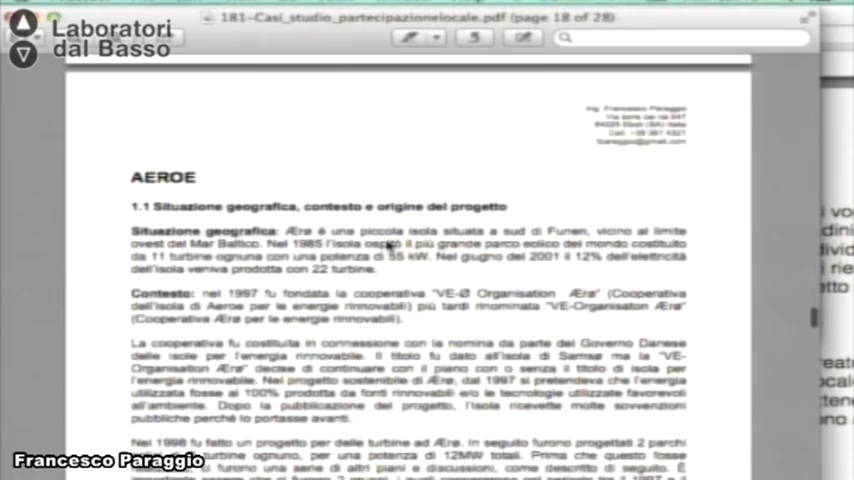 181-Casi_studio_partecipazionelocale.pdf (page 18 of 28)
Laboratori
dal Basso
Ing. Francesco Paraggio
fparaggio@gmail.com
AEROE
1.1 Situazione geografica, contesto e origine del progetto
Situazione geografica: Ærø è una piccola isola situata a sud di Funen, vicino al limite
ovest del Mar Baltico. Nel 1985 l'isola ospitò il più grande parco eolico del mondo costituito
da 11 turbine ognuna con una potenza di 55 kW. Nel giugno del 2001 il 12% dell'elettricità
dell'isola veniva prodotta con 22 turbine.
Contesto: nel 1997 fu fondata la cooperativa "VE-Ø Organisation Ærø" (Cooperativa
dell'isola di Aeroe per le energie rinnovabili) più tardi rinominata "VE-Organisaton Ærø"
(Cooperativa Ærø per le energie rinnovabili).
La cooperativa fu costituita in connessione con la nomina da parte del Governo Danese
delle isole per l'energia rinnovabile. Il titolo fu dato all'isola di Samsø ma la "VE-
Organisation Ærø" decise di continuare con il piano con o senza il titolo di isola per
l'energia rinnovabile. Nel progetto sostenibile di Ærø, dal 1997 si pretendeva che l'energia
utilizzata fosse al 100% prodotta da fonti rinnovabili e/o le tecnologie utilizzate favorevoli
all'ambiente. Dopo la pubblicazione del progetto, l'isola ricevette molte sovvenzioni
pubbliche perché lo portasse avanti.
Nel 1998 fu fatto un progetto per delle turbine ad Ærø. In seguito furono progettati 2 parchi
turbine ognuno, per una potenza di 12MW totali. Prima che questo fosse
furono una serie di altri piani e discussioni, come descritto di seguito. È
Francesco Paraggio